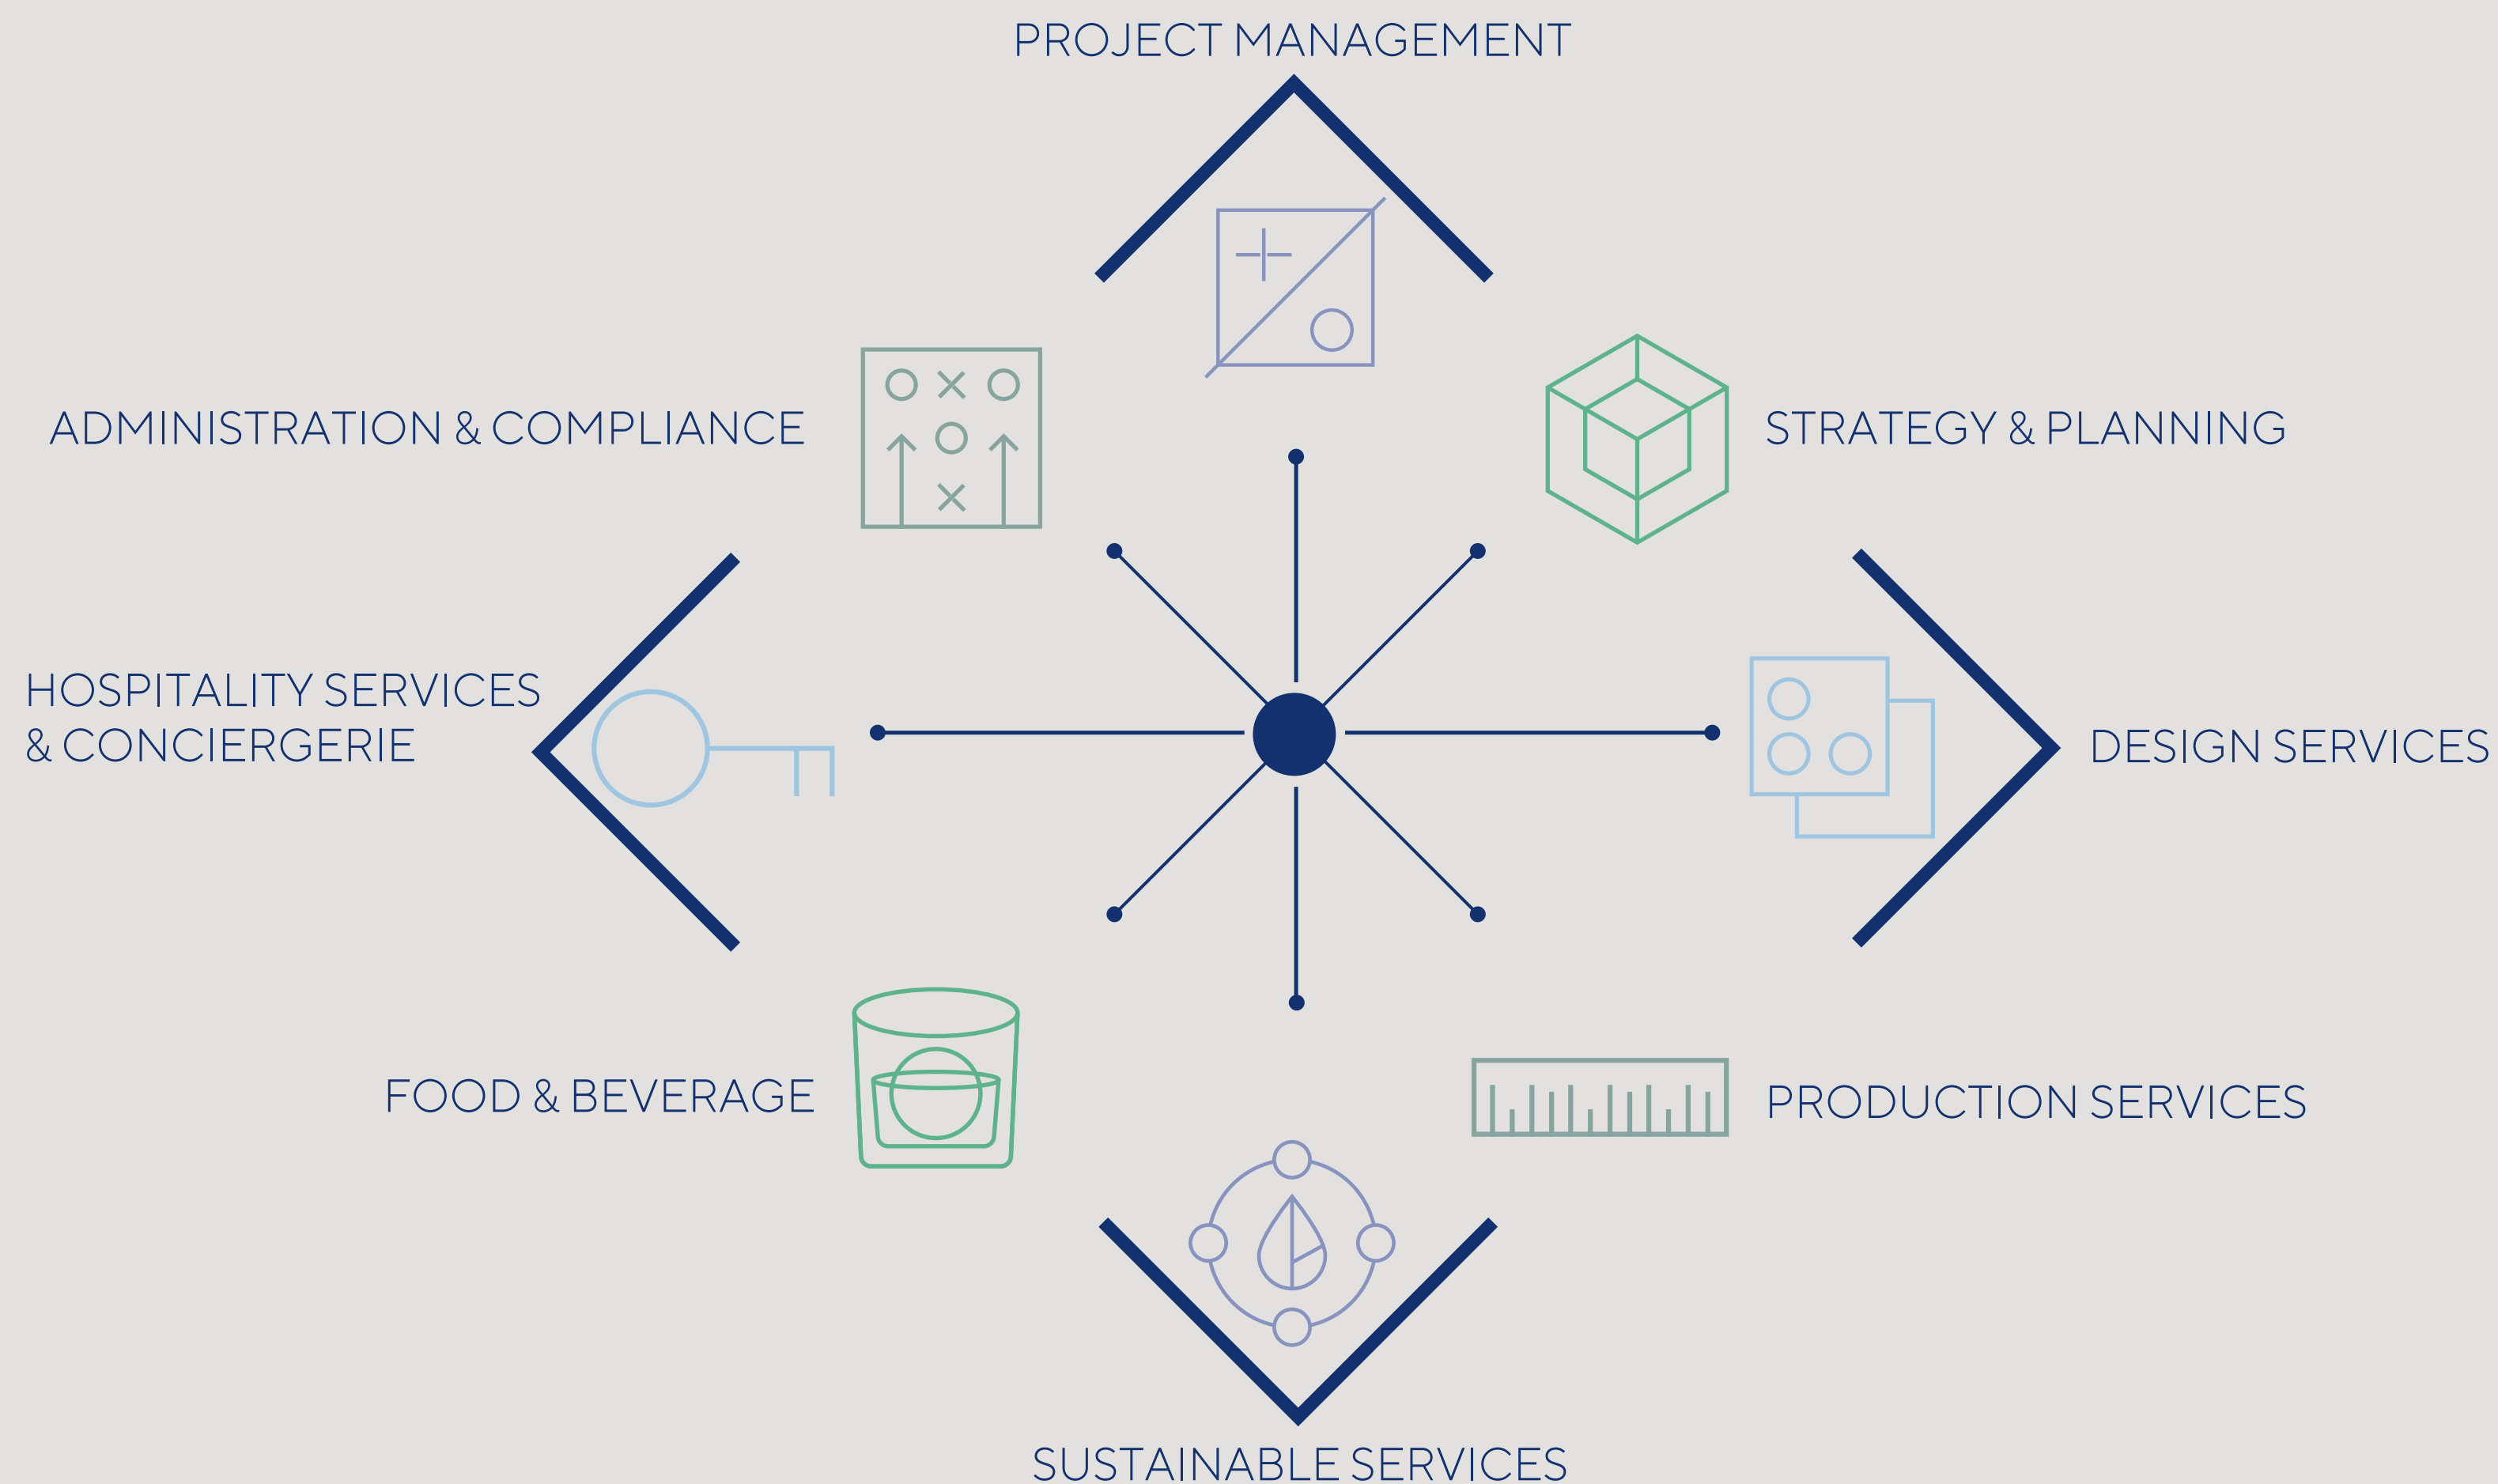 PROJECT MANAGEMENT
ADMINISTRATION & COMPLIANCE
STRATEGY & PLANNING
HOSPITALITY SERVICES
& CONCIERGERIE
DESIGN SERVICES
FOOD & BEVERAGE
PRODUCTION SERVICES
SUSTAINABLE SERVICES